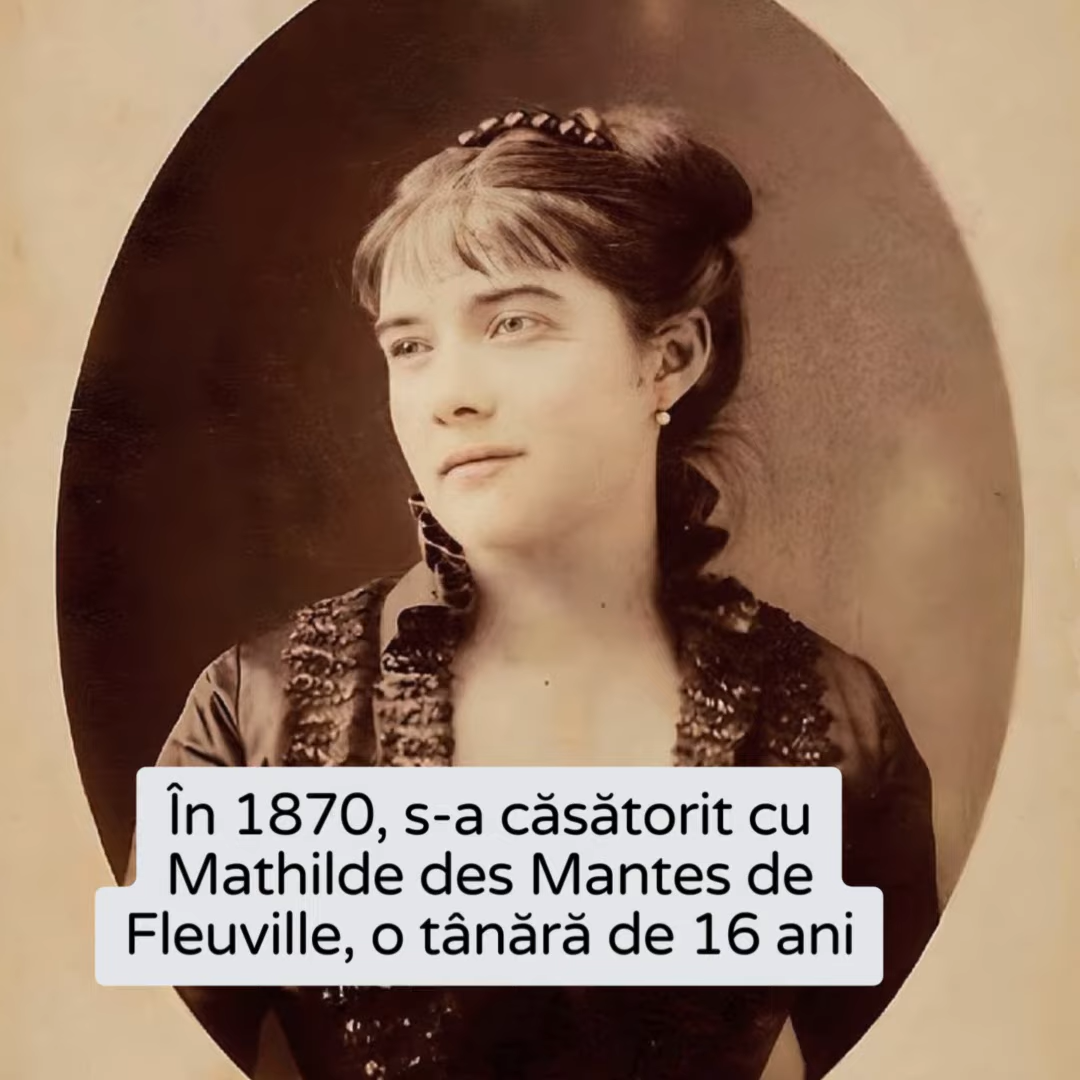 În 1870, s-a căsătorit cu
Mathilde des Mantes de
Fleuville, o tânără de 16 ani